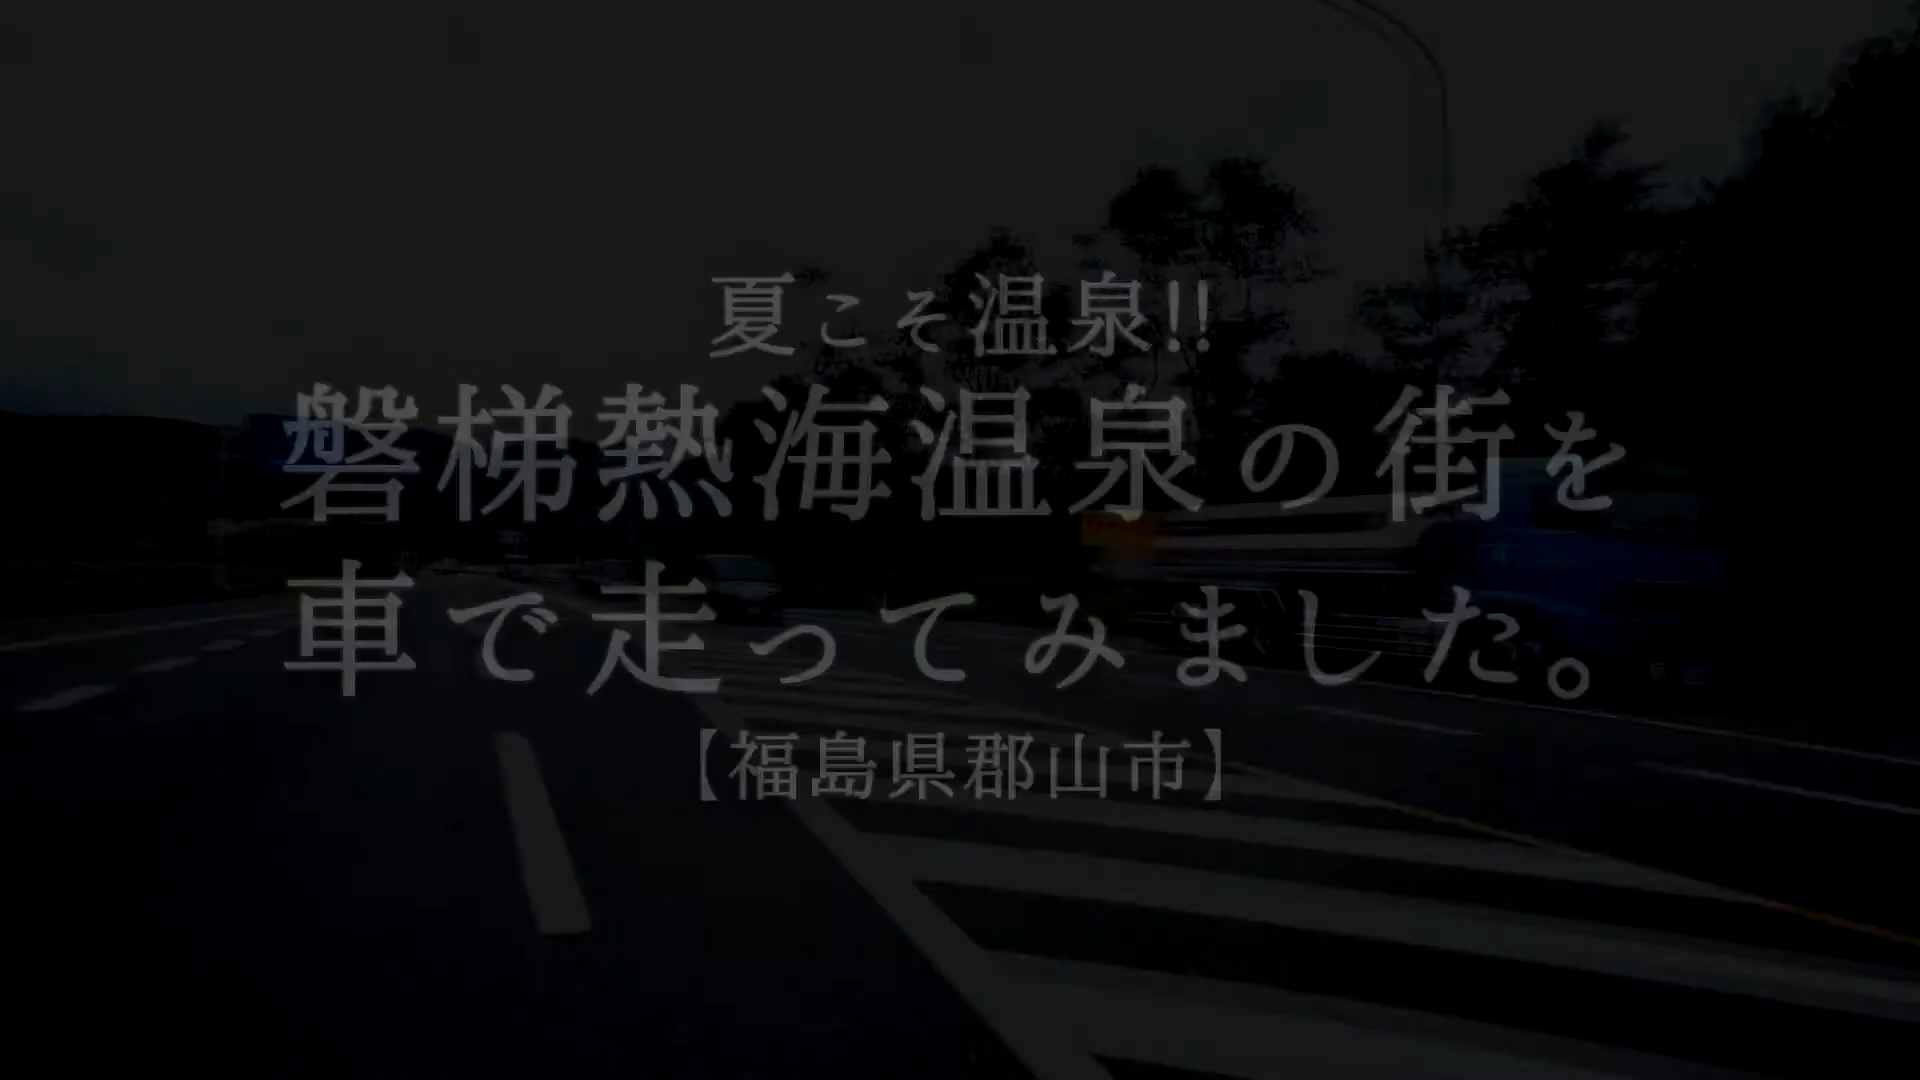 夏こそ温泉!!
磐梯熱海温泉の街を
車で走ってみました。
【福島県郡山市】